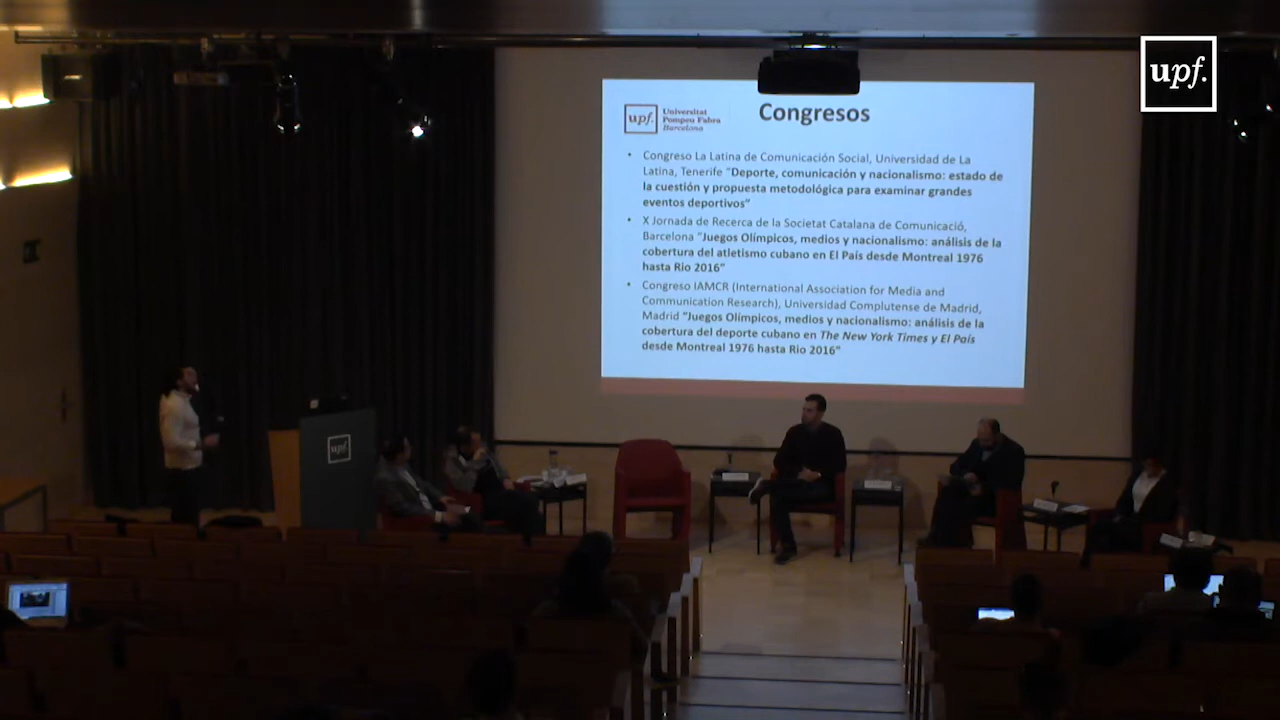 upf.
upf.
Universitat
Pompeu Fabra
Barcelona
Congresos
• Congreso La Latina de Comunicación Social, Universidad de La
Latina, Tenerife "Deporte, comunicación y nacionalismo: estado de
la cuestión y propuesta metodológica para examinar grandes
eventos deportivos"
• X Jornada de Recerca de la Societat Catalana de Comunicació,
Barcelona "Juegos Olímpicos, medios y nacionalismo: análisis de la
cobertura del atletismo cubano en El País desde Montreal 1976
hasta Rio 2016"
• Congreso IAMCR (International Association for Media and
Communication Research), Universidad Complutense de Madrid,
Madrid "Juegos Olímpicos, medios y nacionalismo: análisis de la
cobertura del deporte cubano en The New York Times y El País
desde Montreal 1976 hasta Rio 2016"
upf.